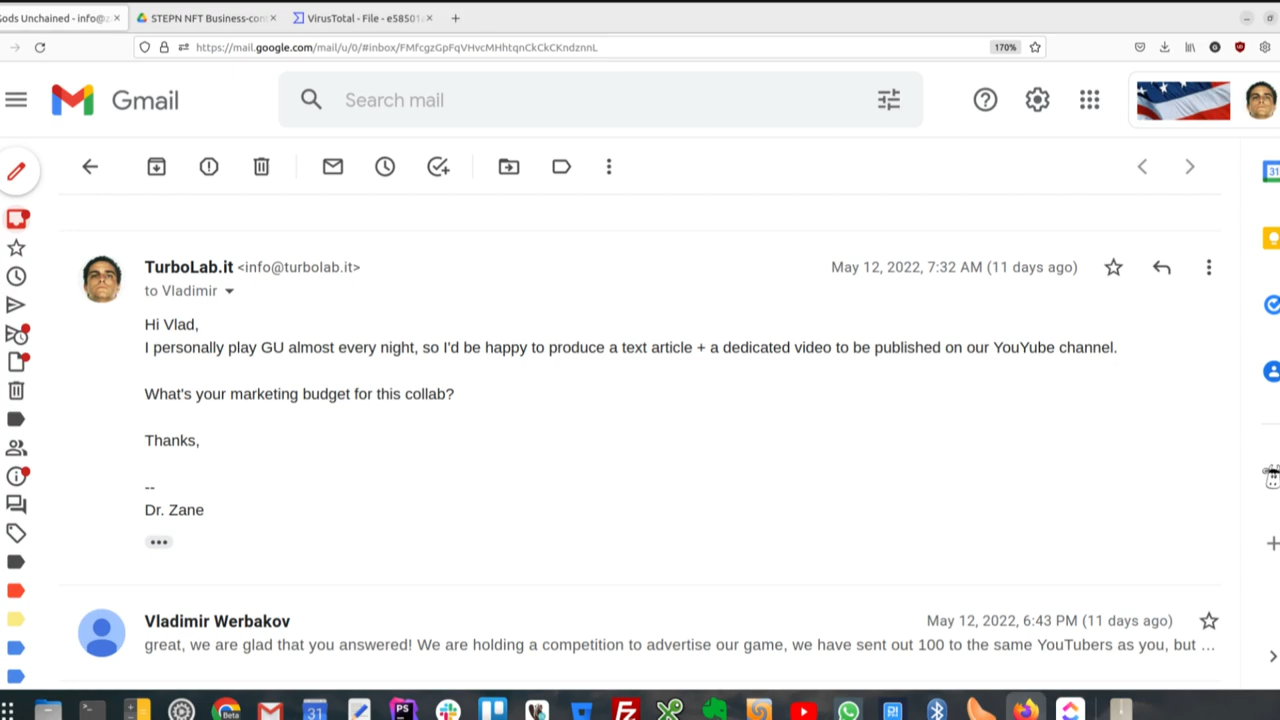 Gods Unchained - info@
STEPN NFT Business-con
VirusTotal - File - e58501
https://mail.google.com/mail/u/0/#inbox/FMfcgzGpFqVHvcMHhtqnCkCkCKndznnL
170%
Gmail
Search mail
TurboLab.it <info@turbolab.it>
May 12, 2022, 7:32 AM (11 days ago)
to Vladimir
Hi Vlad,
I personally play GU almost every night, so I'd be happy to produce a text article + a dedicated video to be published on our YouYube channel.
What's your marketing budget for this collab?
Thanks,
--
Dr. Zane
Vladimir Werbakov
May 12, 2022, 6:43 PM (11 days ago)
great, we are glad that you answered! We are holding a competition to advertise our game, we have sent out 100 to the same YouTubers as you, but …
31
Beta
31
PS